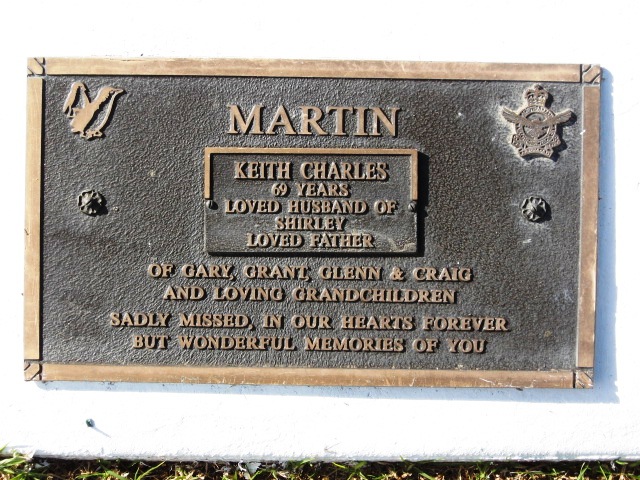 MARTIN
KEITH CHARLES
69 YEARS
LOVED HUSBAND OF
SHIRLEY
LOVED FATHER
OF GARY, GRANT, GLENN & CRAIG
AND LOVING GRANDCHILDREN
SADLY MISSED, IN OUR HEARTS FOREVER
BUT WONDERFUL MEMORIES OF YOU